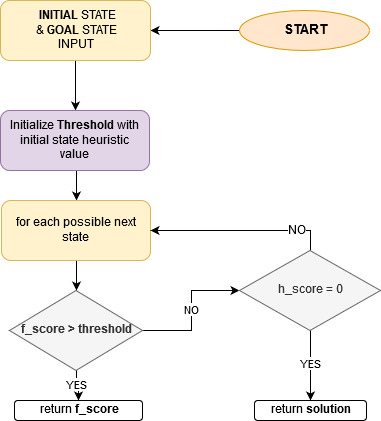 INITIAL STATE
& GOAL STATE
INPUT
START
Initialize Threshold with
initial state heuristic
value
for each possible next
state
NO
f_score > threshold
NO
h_score = 0
YES
YES
return f_score
return solution